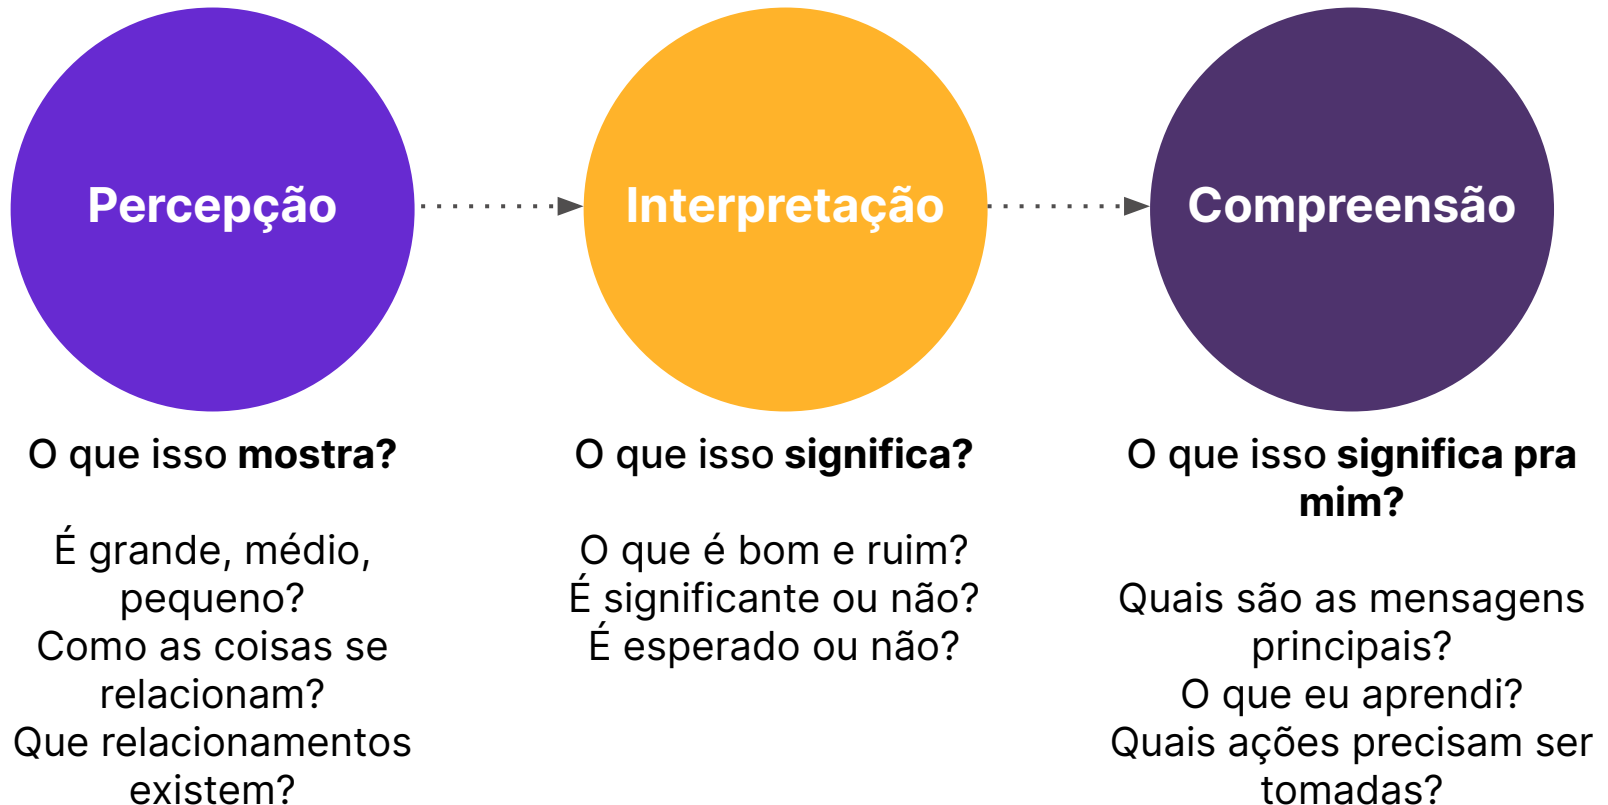 Percepção
Interpretação
Compreensão
O que isso mostra?
É grande, médio,
pequeno?
Como as coisas se
relacionam?
Que relacionamentos
existem?
O que isso significa?
O que é bom e ruim?
É significante ou não?
É esperado ou não?
O que isso significa pra
mim?
Quais são as mensagens
principais?
O que eu aprendi?
Quais ações precisam ser
tomadas?